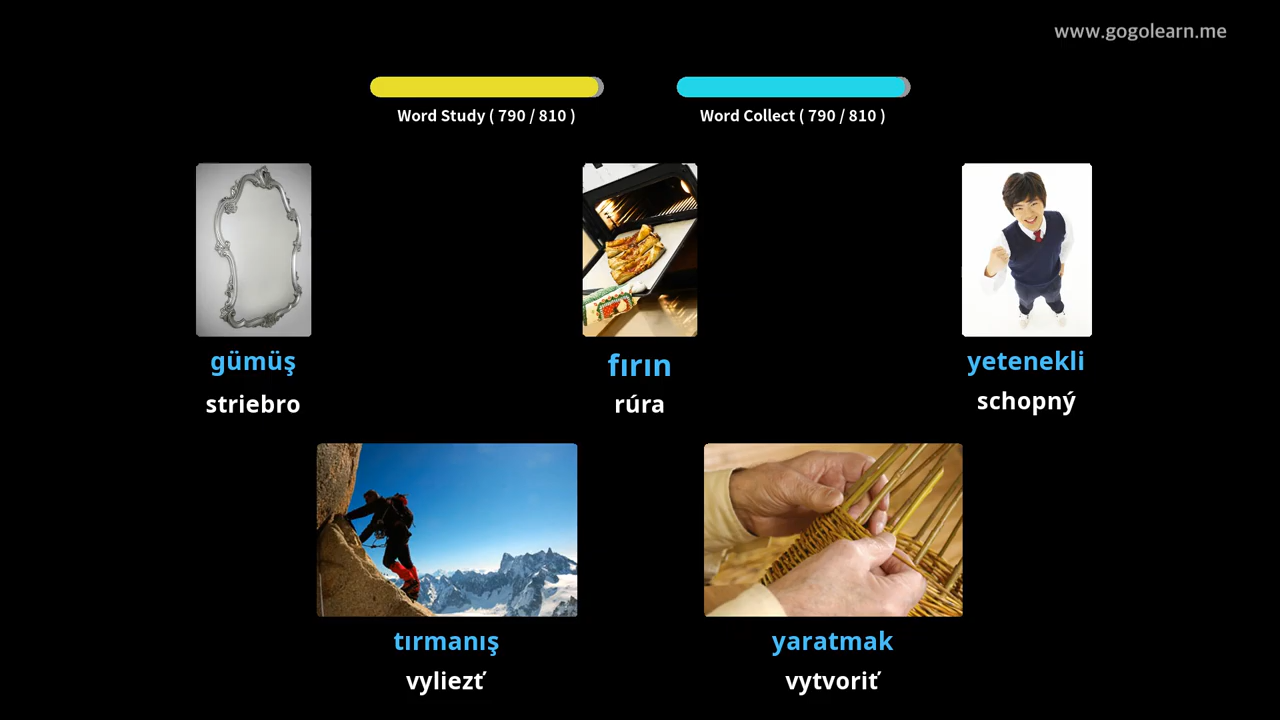 www.gogolearn.me
Word Study ( 790 / 810 )
Word Collect ( 790 / 810 )
gümüş
fırın
yetenekli
striebro
rúra
schopný
tırmanış
yaratmak
vyliezť
vytvoriť